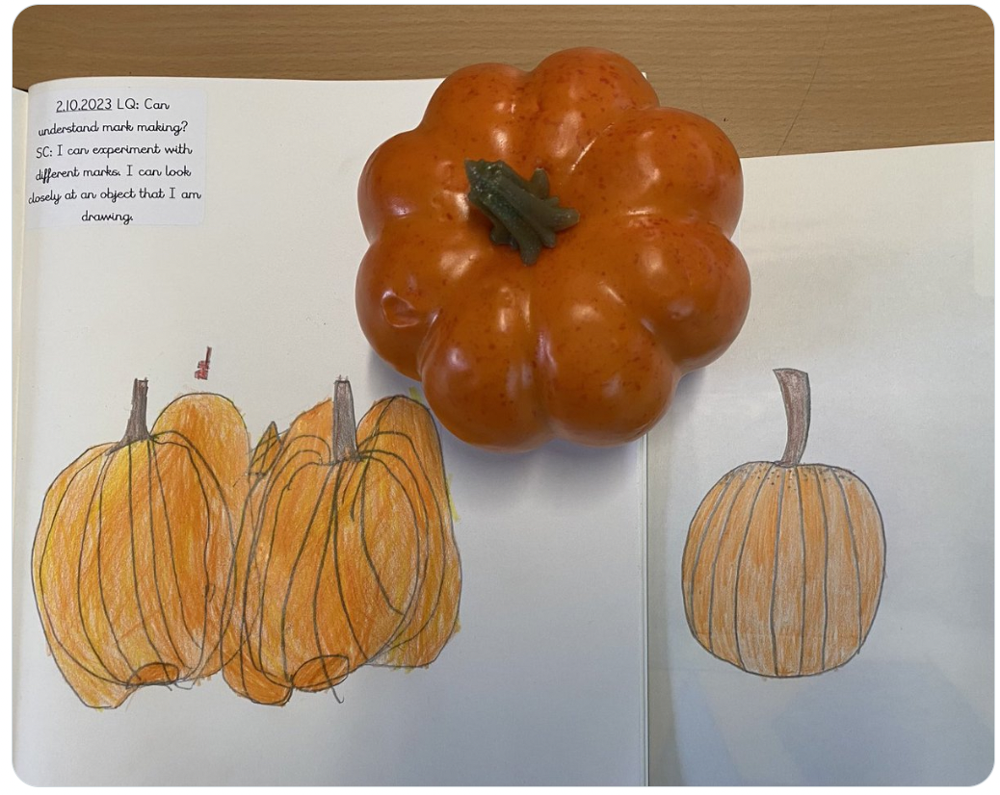 2.10.2023 LQ: Can
understand mark making?
SC: I can experiment with
different marks. I can look
closely at an object that I am
drawing.